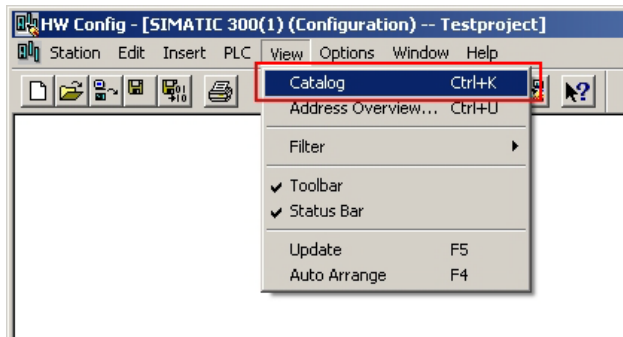 HW Config - [SIMATIC 300(1) (Configuration) -- Testproject]
Station Edit Insert PLC View Options Window Help
Catalog Ctrl+K
Address Overview... Ctrl+U
Filter
Toolbar
Status Bar
Update F5
Auto Arrange F4